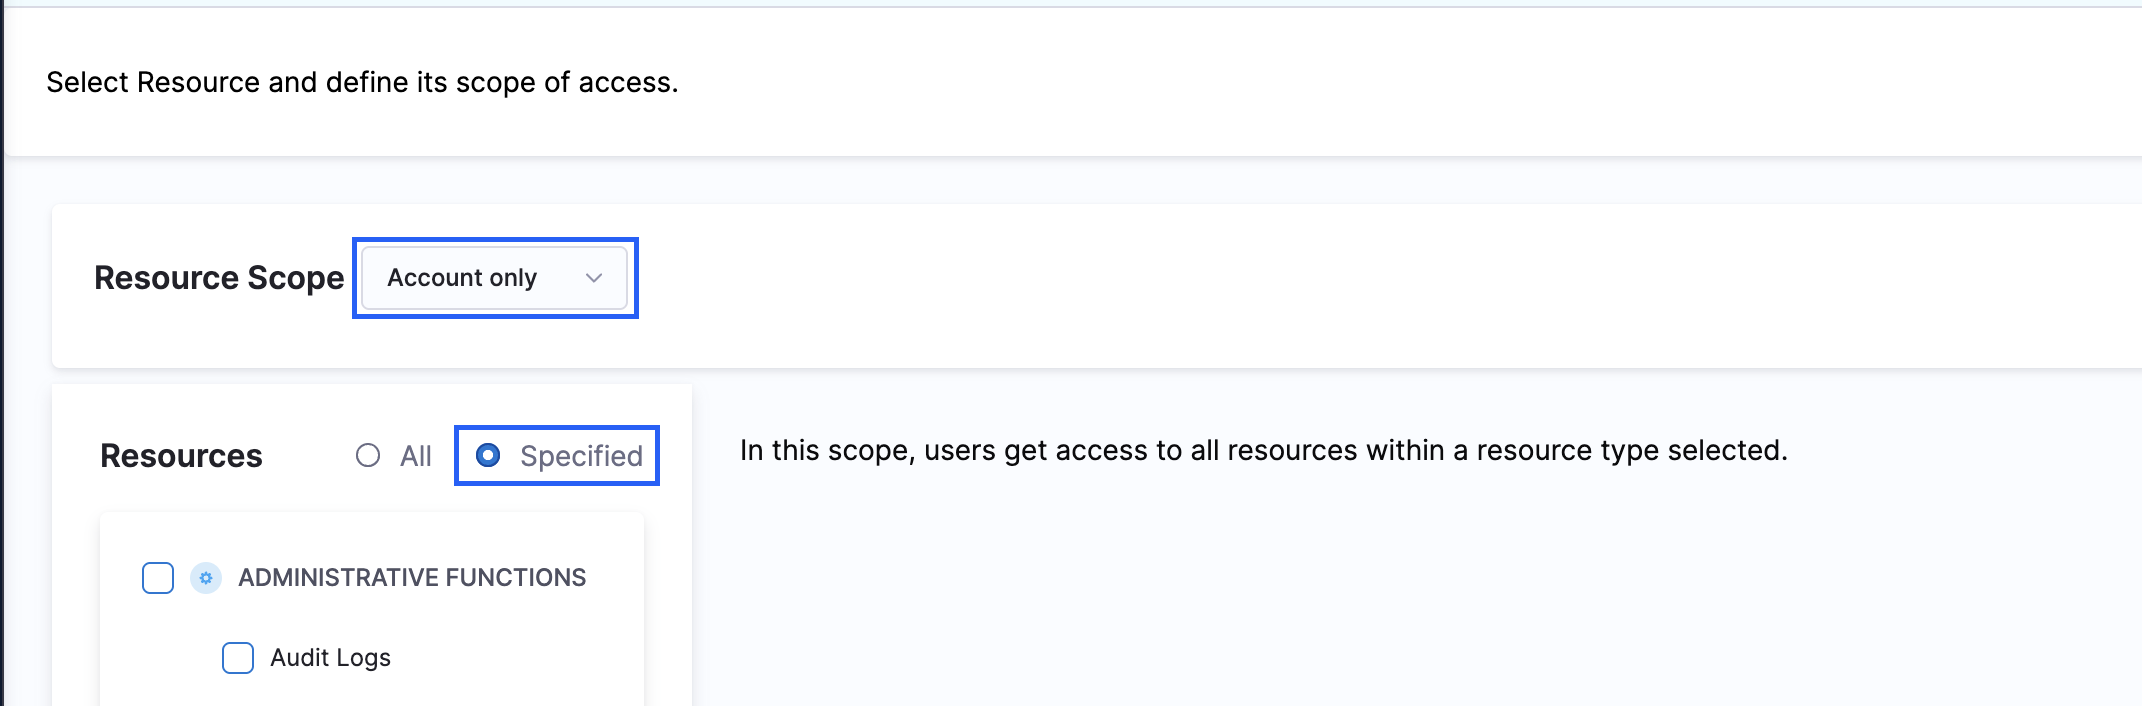 Select Resource and define its scope of access.
Resource Scope Account only
Resources All Specified
In this scope, users get access to all resources within a resource type selected.
ADMINISTRATIVE FUNCTIONS
Audit Logs